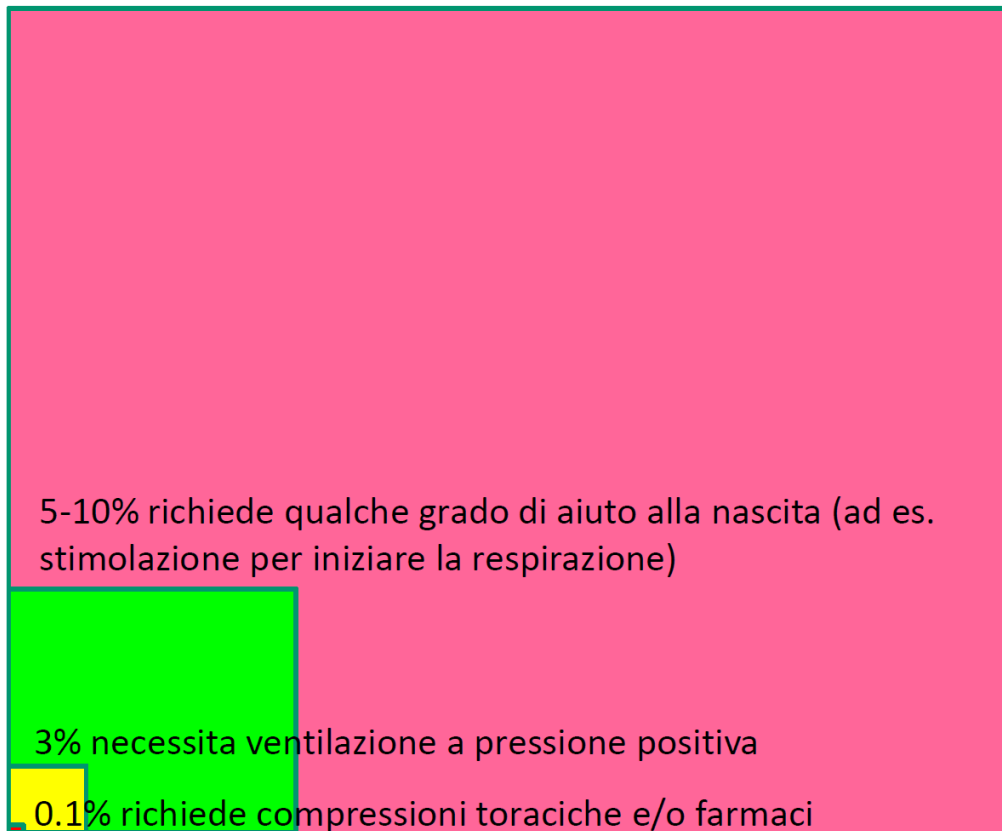 5-10% richiede qualche grado di aiuto alla nascita (ad es.
stimolazione per iniziare la respirazione)
3% necessita ventilazione a pressione positiva
0.1% richiede compressioni toraciche e/o farmaci